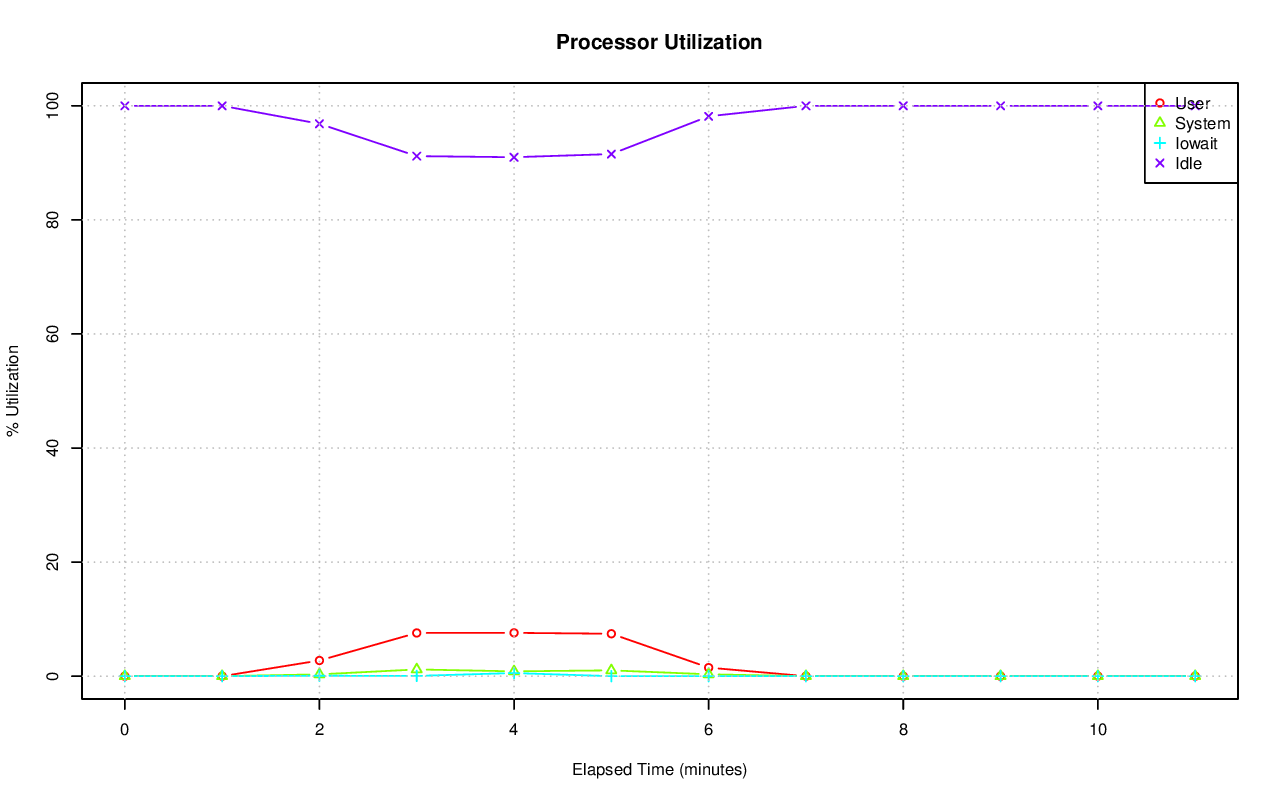 Processor Utilization
% Utilization
100
80
60
40
20
0
User
System
Iowait
Idle
0 2 4 6 8 10
Elapsed Time (minutes)